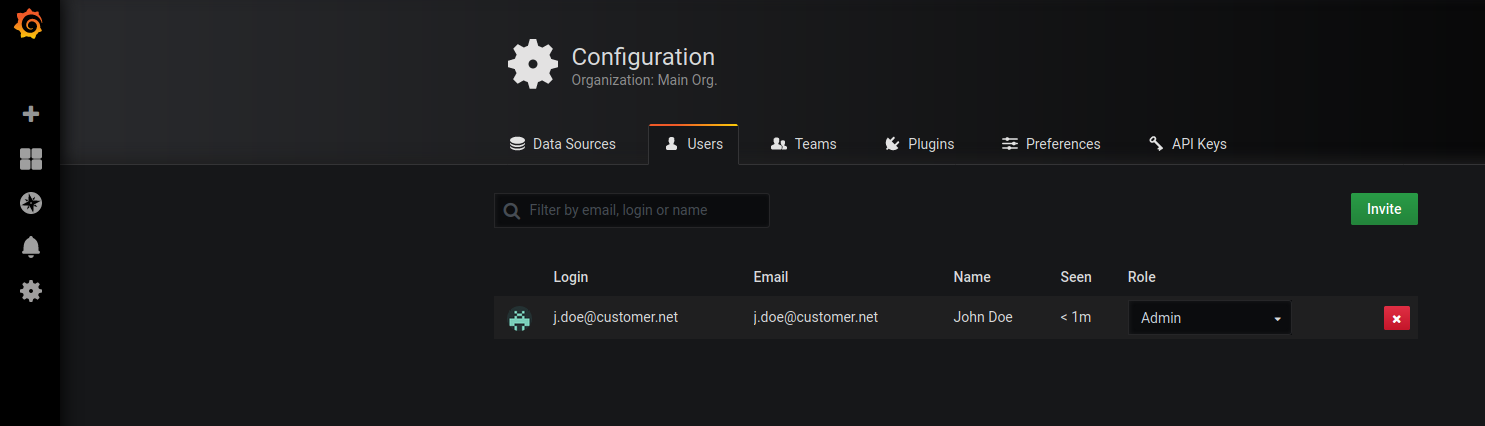 Configuration
Organization: Main Org.
Data Sources Users Teams Plugins Preferences API Keys
Filter by email, login or name Invite
Login Email Name Seen Role
j.doe@customer.net j.doe@customer.net John Doe < 1m Admin